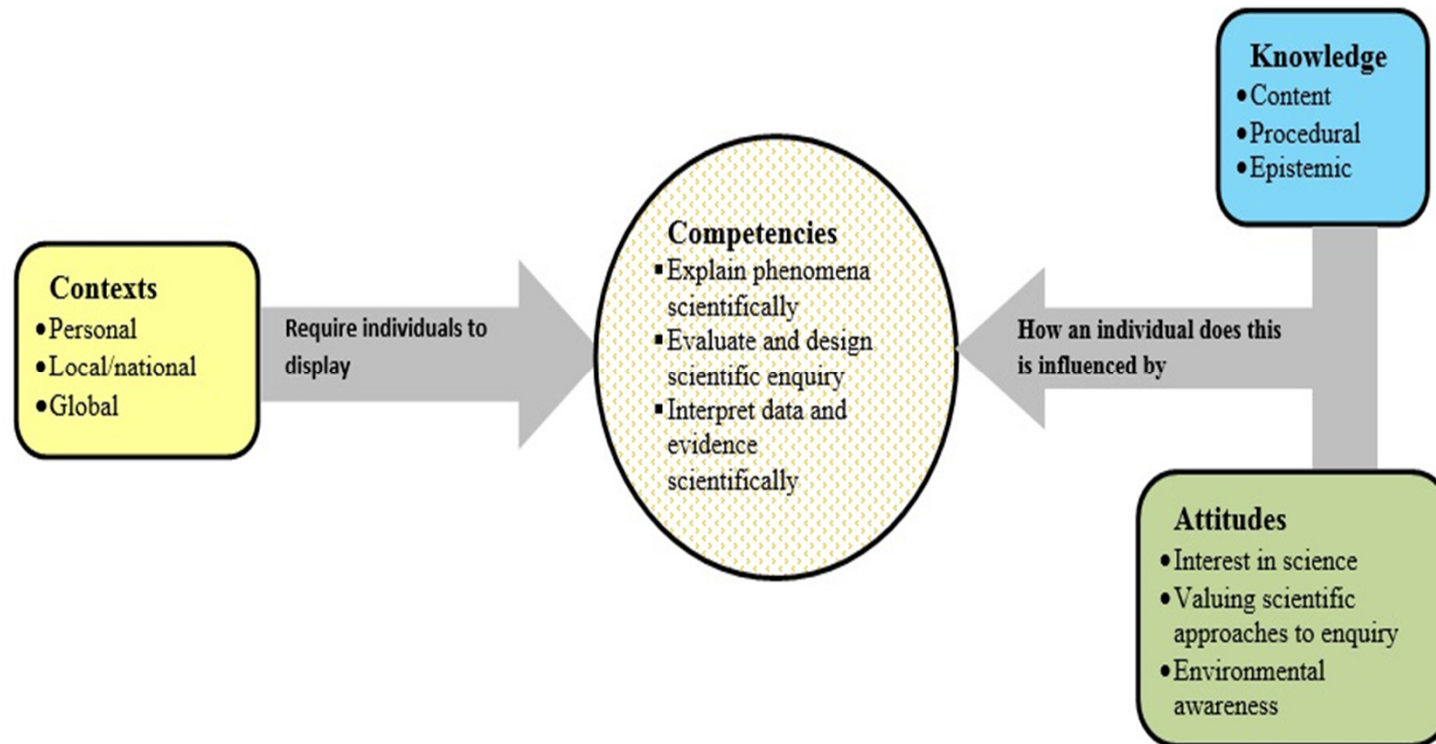 Contexts
•Personal
•Local/national
•Global
Require individuals to
display
Competencies
▪Explain phenomena
scientifically
▪Evaluate and design
scientific enquiry
▪Interpret data and
evidence
scientifically
How an individual does this
is influenced by
Knowledge
•Content
•Procedural
•Epistemic
Attitudes
•Interest in science
•Valuing scientific
approaches to enquiry
•Environmental
awareness